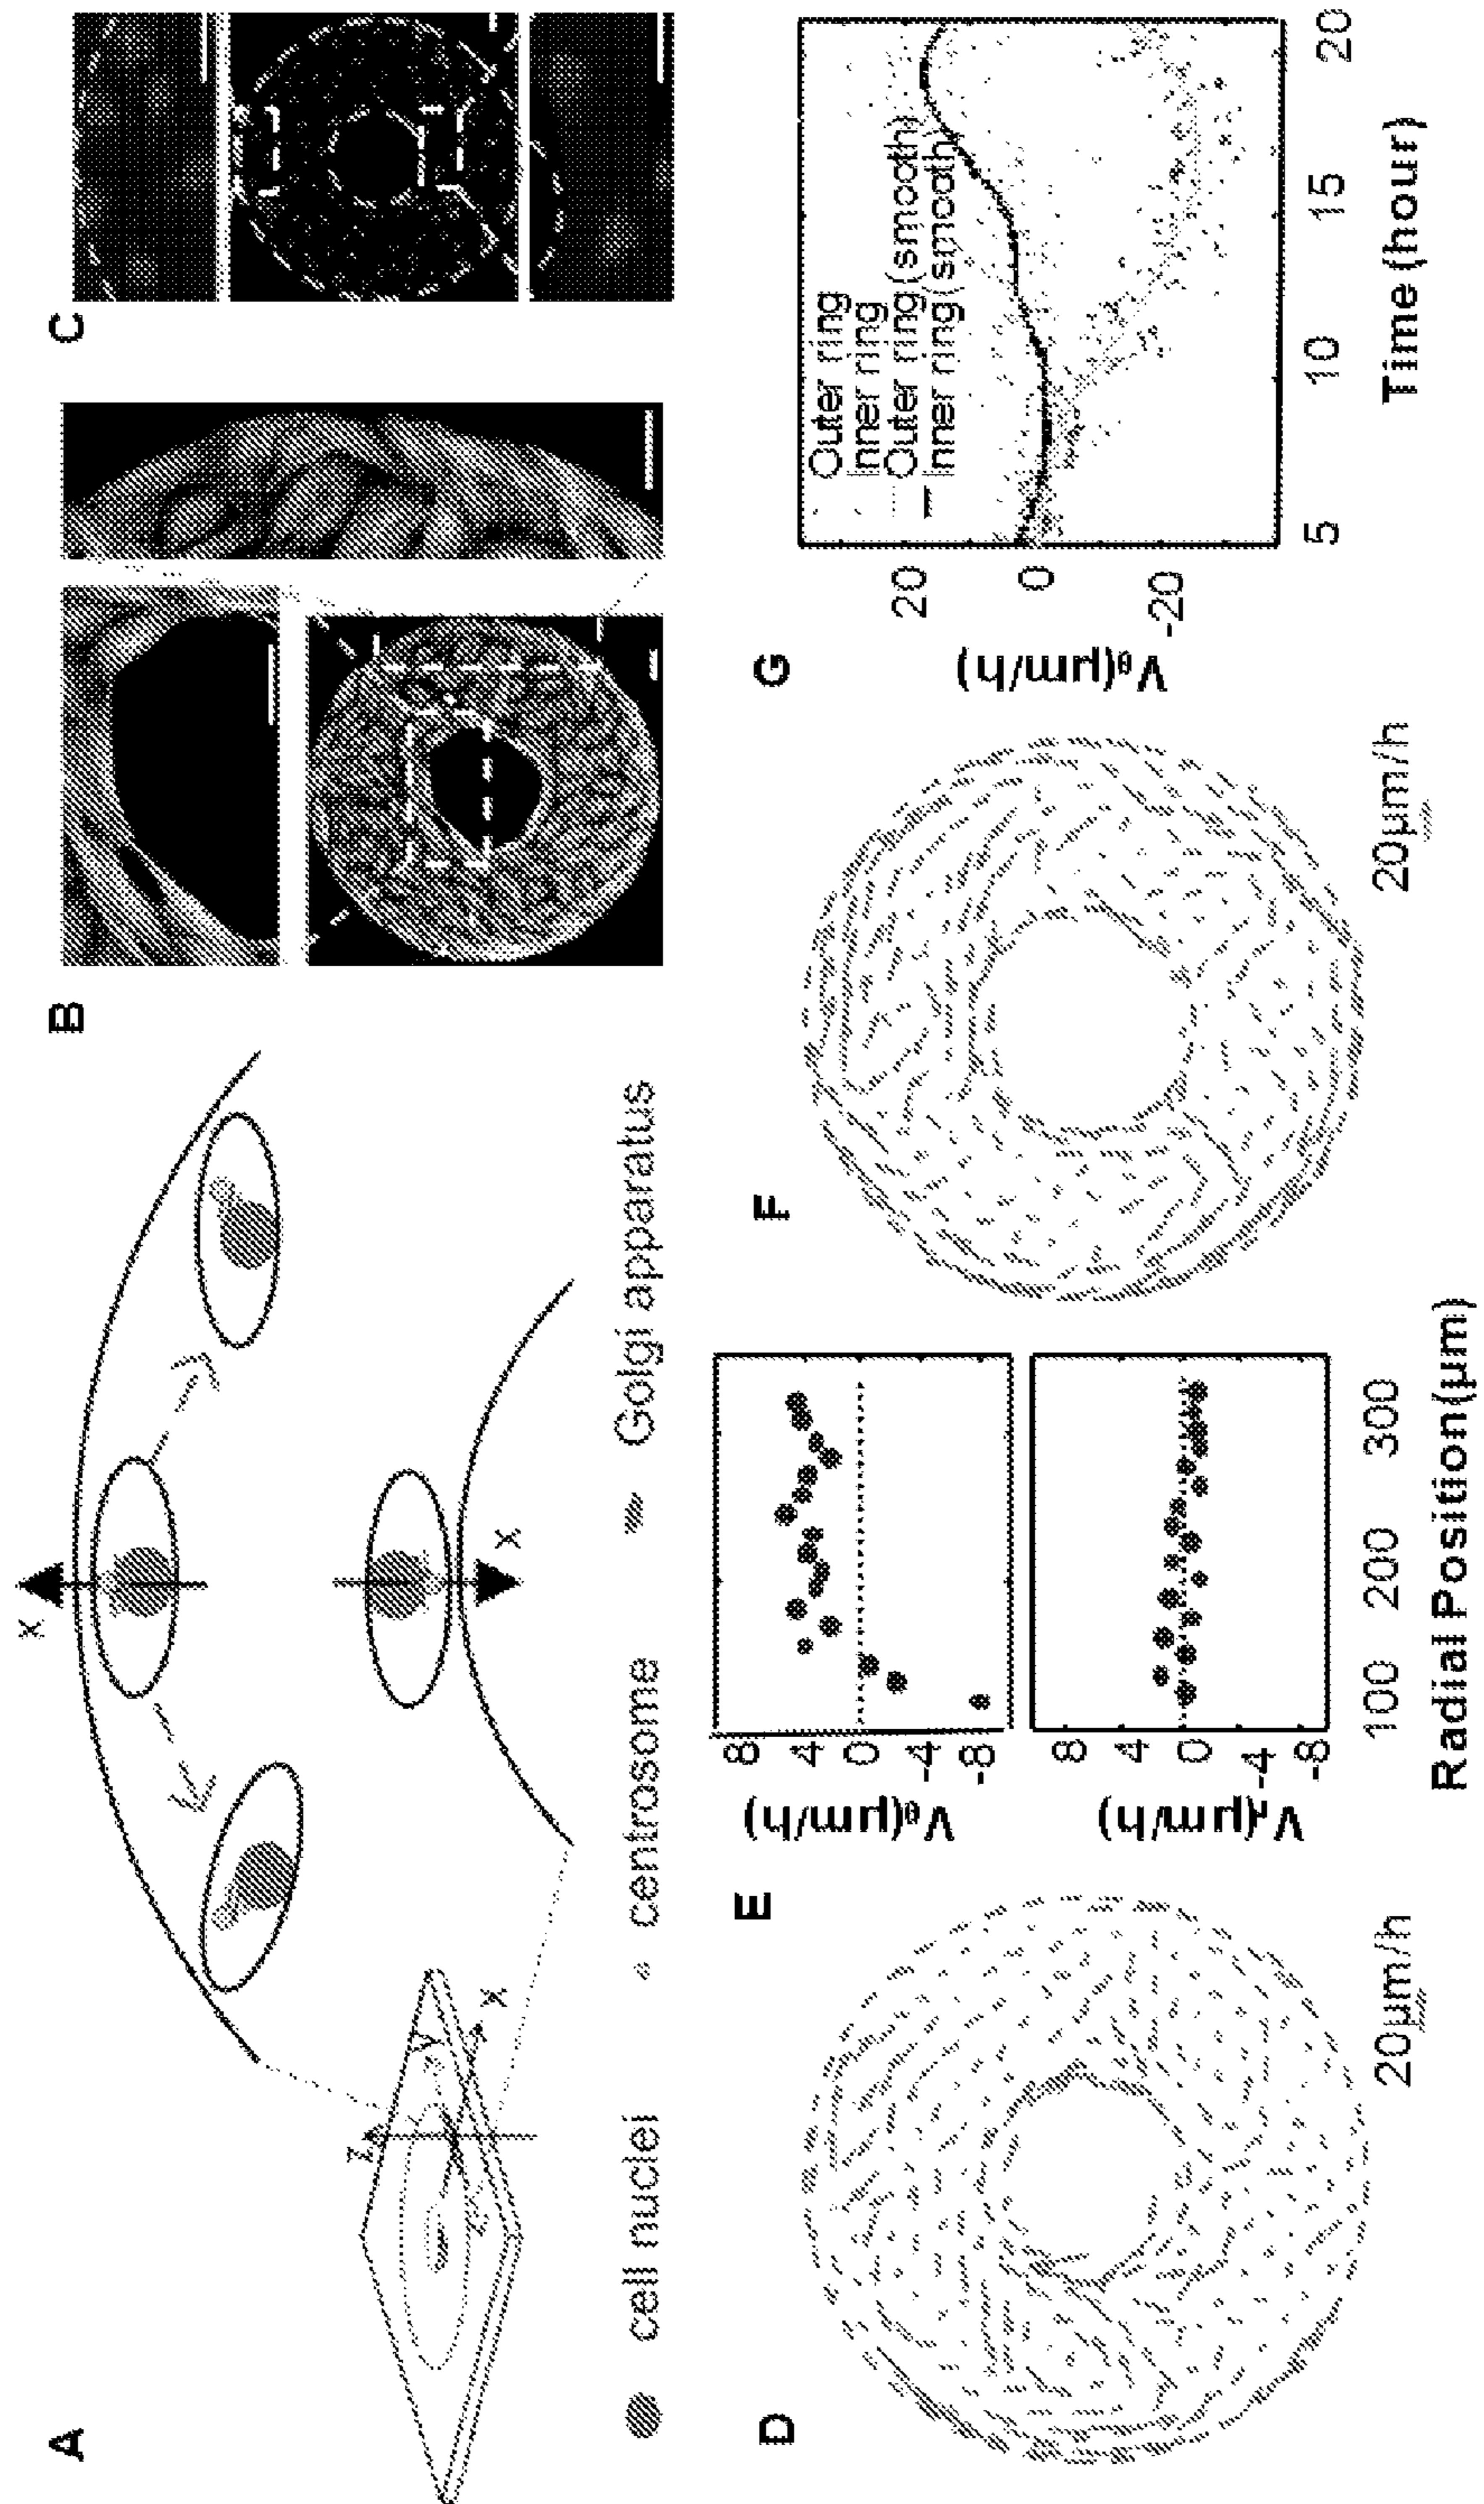 A
x
x
z
y
x
cell nuclei
centrosome
Golgi apparatus
B
C
D
20µm/h
E
Vθ(µm/h)
8
4
0
-4
-8
Vr(µm/h)
8
4
0
-4
-8
100 200 300
Radial Position(µm)
F
20µm/h
G
Vθ(µm/h)
20
0
-20
Outer ring
Inner ring
Outer ring(smooth)
Inner ring(smooth)
5 10 15 20
Time(hour)